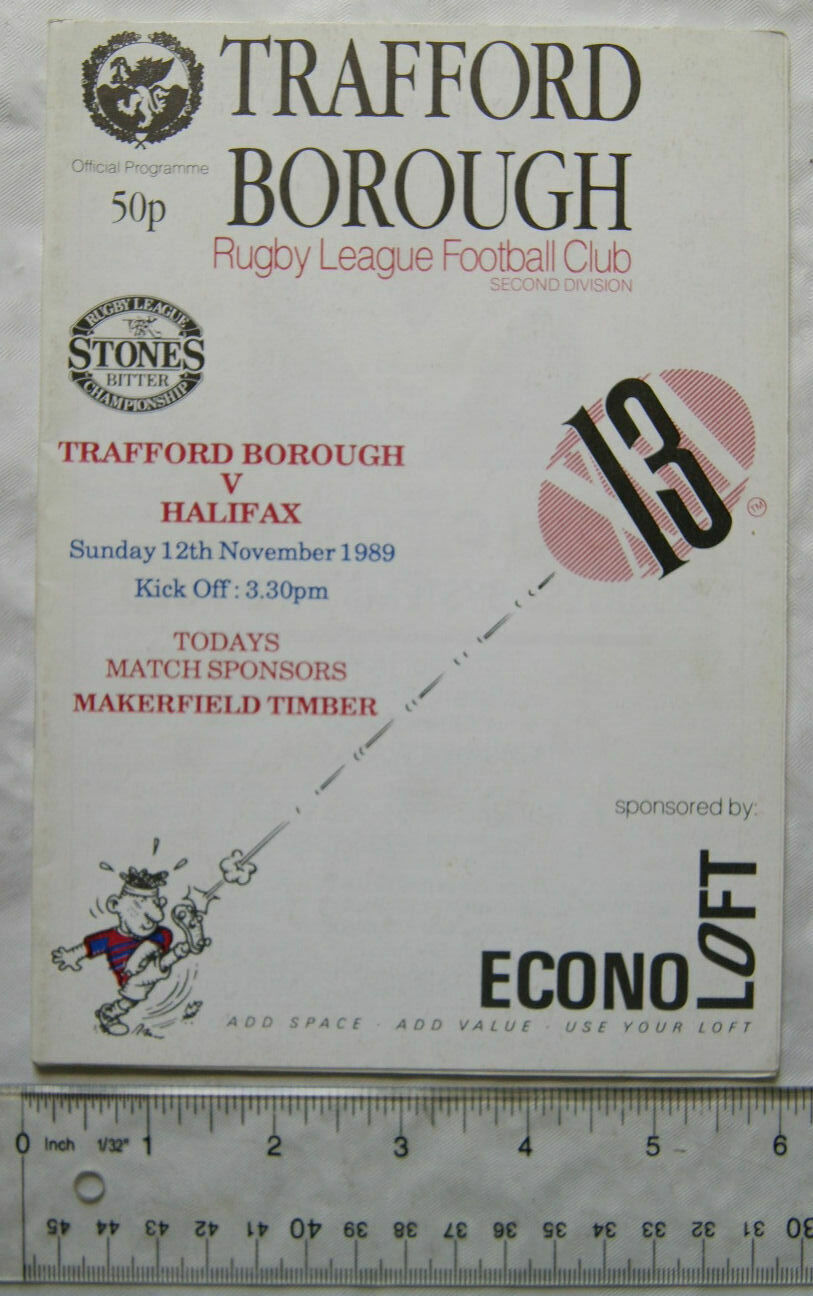 TRAFFORD
BOROUGH
Rugby League Football Club
SECOND DIVISION
Official Programme
50p
RUGBY LEAGUE
STONES
BITTER
CHAMPIONSHIP
XIII
13
TM
TRAFFORD BOROUGH
V
HALIFAX
Sunday 12th November 1989
Kick Off : 3.30pm
TODAYS
MATCH SPONSORS
MAKERFIELD TIMBER
sponsored by:
ECONO
LOFT
ADD SPACE · ADD VALUE · USE YOUR LOFT
0 Inch 1/32" 1 2 3 4 5 6
45 44 43 42 41 40 39 38 37 36 35 34 33 32 31 30